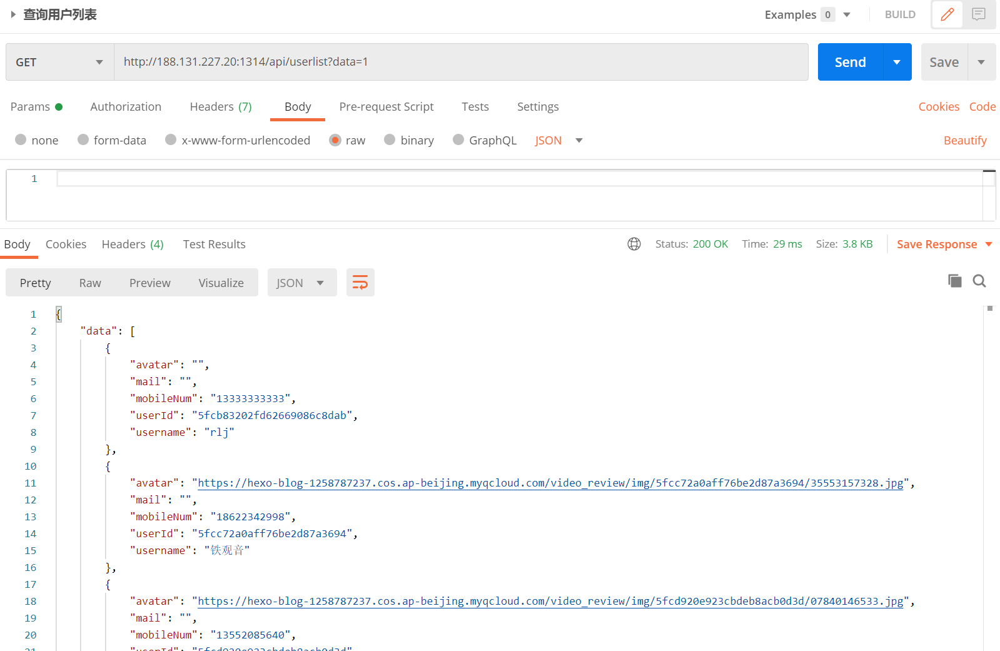 查询用户列表 Examples 0 BUILD
GET http://188.131.227.20:1314/api/userlist?data=1 Send Save
Params Authorization Headers (7) Body Pre-request Script Tests Settings Cookies Code
none form-data x-www-form-urlencoded raw binary GraphQL JSON Beautify
1
Body Cookies Headers (4) Test Results Status: 200 OK Time: 29 ms Size: 3.8 KB Save Response
Pretty Raw Preview Visualize JSON
1 {
2 "data": [
3 {
4 "avatar": "",
5 "mail": "",
6 "mobileNum": "13333333333",
7 "userId": "5fcb83202fd62669086c8dab",
8 "username": "rlj"
9 },
10 {
11 "avatar": "https://hexo-blog-1258787237.cos.ap-beijing.myqcloud.com/video_review/img/5fcc72a0aff76be2d87a3694/35553157328.jpg",
12 "mail": "",
13 "mobileNum": "18622342998",
14 "userId": "5fcc72a0aff76be2d87a3694",
15 "username": "铁观音"
16 },
17 {
18 "avatar": "https://hexo-blog-1258787237.cos.ap-beijing.myqcloud.com/video_review/img/5fcd920e923cbdeb8acb0d3d/07840146533.jpg",
19 "mail": "",
20 "mobileNum": "13552085640",
21 "userId": "5fcd920e923cbdeb8acb0d3d"